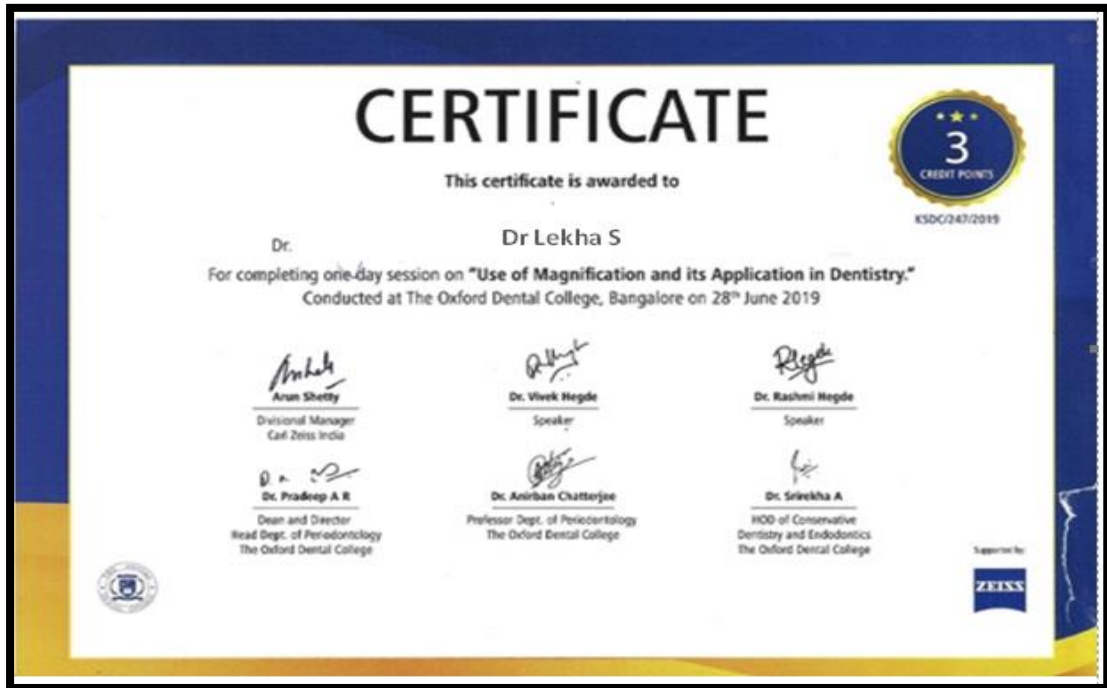 CERTIFICATE
This certificate is awarded to
3
CREDIT POINTS
KSDC/247/2019
Dr. Dr Lekha S
For completing one-day session on "Use of Magnification and its Application in Dentistry."
Conducted at The Oxford Dental College, Bangalore on 28th June 2019
Arun Shetty
Divisional Manager
Carl Zeiss India
Dr. Vivek Hegde
Speaker
Dr. Rashmi Hegde
Speaker
Dr. Pradeep A R
Dean and Director
Head Dept. of Periodontology
The Oxford Dental College
Dr. Anirban Chatterjee
Professor Dept. of Periodontology
The Oxford Dental College
Dr. Srirekha A
HOD of Conservative
Dentistry and Endodontics
The Oxford Dental College
Supported by
ZEISS